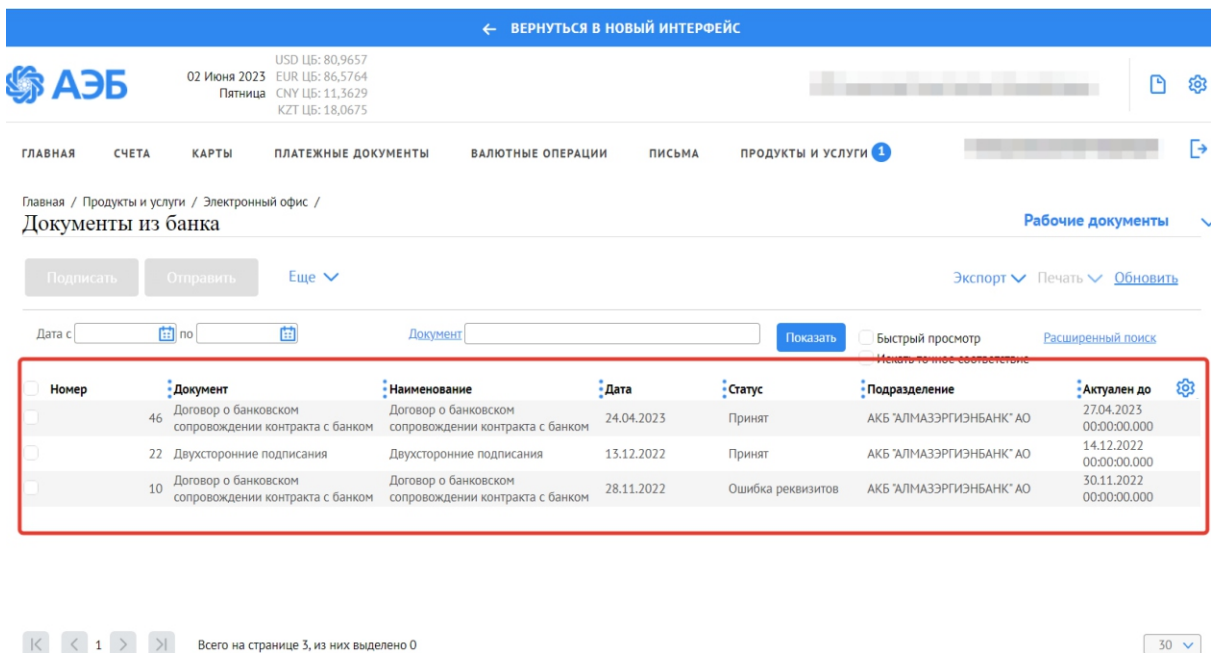 ← ВЕРНУТЬСЯ В НОВЫЙ ИНТЕРФЕЙС
АЭБ
02 Июня 2023
Пятница
USD ЦБ: 80,9657
EUR ЦБ: 86,5764
CNY ЦБ: 11,3629
KZT ЦБ: 18,0675
ГЛАВНАЯ СЧЕТА КАРТЫ ПЛАТЕЖНЫЕ ДОКУМЕНТЫ ВАЛЮТНЫЕ ОПЕРАЦИИ ПИСЬМА ПРОДУКТЫ И УСЛУГИ 1
Главная / Продукты и услуги / Электронный офис /
Документы из банка
Рабочие документы
Подписать Отправить Еще Экспорт Печать Обновить
Дата с по Документ Показать Быстрый просмотр Расширенный поиск
Искать точное соответствие
Номер Документ Наименование Дата Статус Подразделение Актуален до
46 Договор о банковском сопровождении контракта с банком Договор о банковском сопровождении контракта с банком 24.04.2023 Принят АКБ "АЛМАЗЭРГИЭНБАНК" АО 27.04.2023 00:00:00.000
22 Двухсторонние подписания Двухсторонние подписания 13.12.2022 Принят АКБ "АЛМАЗЭРГИЭНБАНК" АО 14.12.2022 00:00:00.000
10 Договор о банковском сопровождении контракта с банком Договор о банковском сопровождении контракта с банком 28.11.2022 Ошибка реквизитов АКБ "АЛМАЗЭРГИЭНБАНК" АО 30.11.2022 00:00:00.000
1 Всего на странице 3, из них выделено 0 30